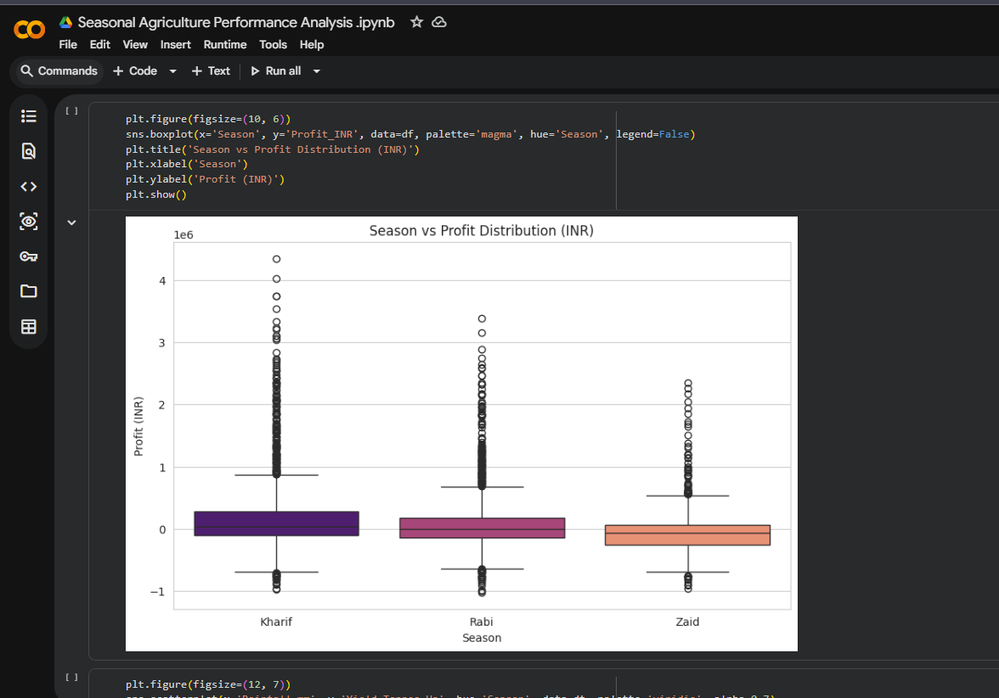 CO Seasonal Agriculture Performance Analysis .ipynb
File Edit View Insert Runtime Tools Help
Commands + Code + Text Run all
[ ]
plt.figure(figsize=(10, 6))
sns.boxplot(x='Season', y='Profit_INR', data=df, palette='magma', hue='Season', legend=False)
plt.title('Season vs Profit Distribution (INR)')
plt.xlabel('Season')
plt.ylabel('Profit (INR)')
plt.show()
Season vs Profit Distribution (INR)
1e6
4
3
2
1
0
−1
Profit (INR)
Kharif Rabi Zaid
Season
[ ]
plt.figure(figsize=(12, 7))